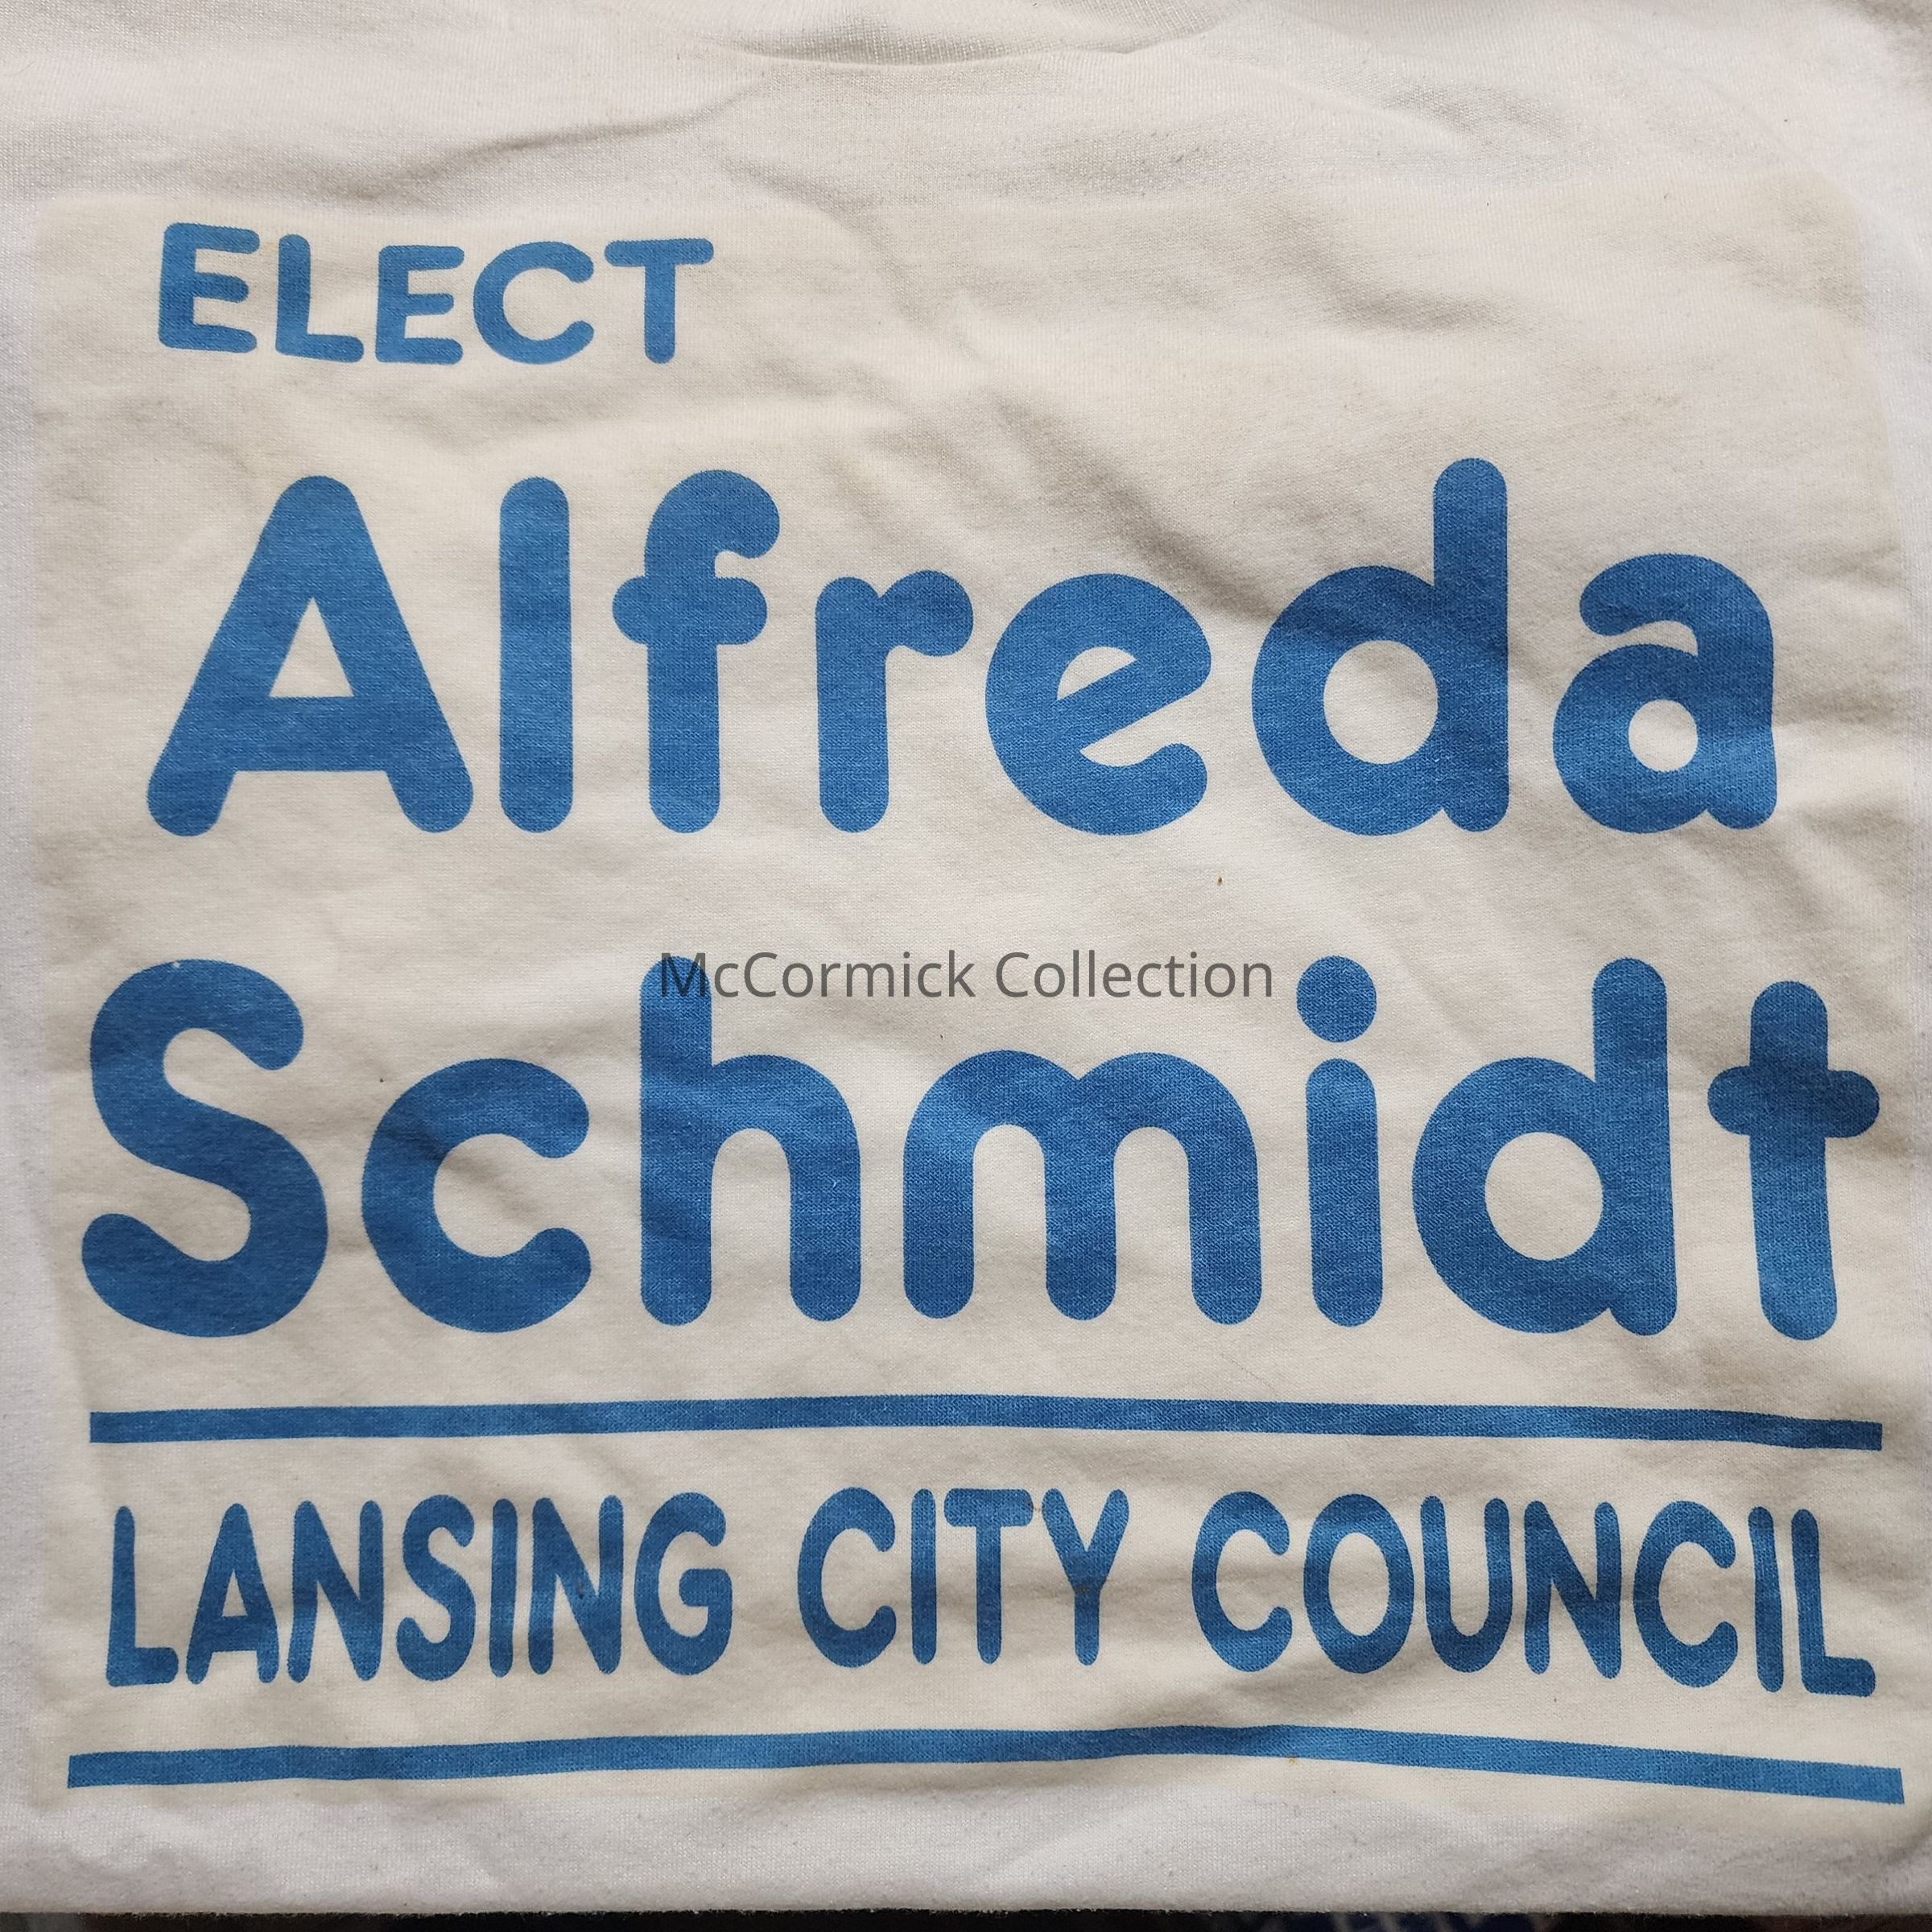 ELECT
Alfreda
McCormick Collection
Schmidt
LANSING CITY COUNCIL